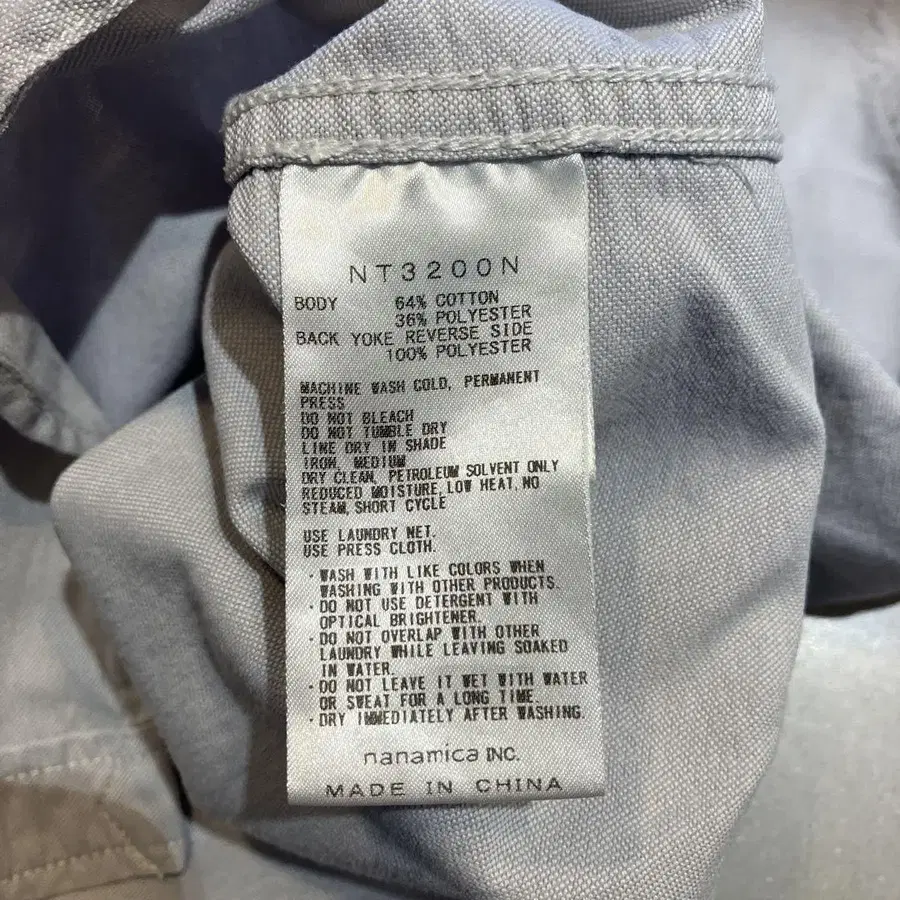 NT3200N
BODY 64% COTTON
36% POLYESTER
BACK YOKE REVERSE SIDE
100% POLYESTER
MACHINE WASH COLD, PERMANENT
PRESS
DO NOT BLEACH
DO NOT TUMBLE DRY
LINE DRY IN SHADE
IRON, MEDIUM
DRY CLEAN, PETROLEUM SOLVENT ONLY
REDUCED MOISTURE, LOW HEAT, NO
STEAM, SHORT CYCLE
USE LAUNDRY NET.
USE PRESS CLOTH.
・WASH WITH LIKE COLORS WHEN
WASHING WITH OTHER PRODUCTS.
・DO NOT USE DETERGENT WITH
OPTICAL BRIGHTENER.
・DO NOT OVERLAP WITH OTHER
LAUNDRY WHILE LEAVING SOAKED
IN WATER.
・DO NOT LEAVE IT WET WITH WATER
OR SWEAT FOR A LONG TIME.
・DRY IMMEDIATELY AFTER WASHING.
nanamica INC.
MADE IN CHINA